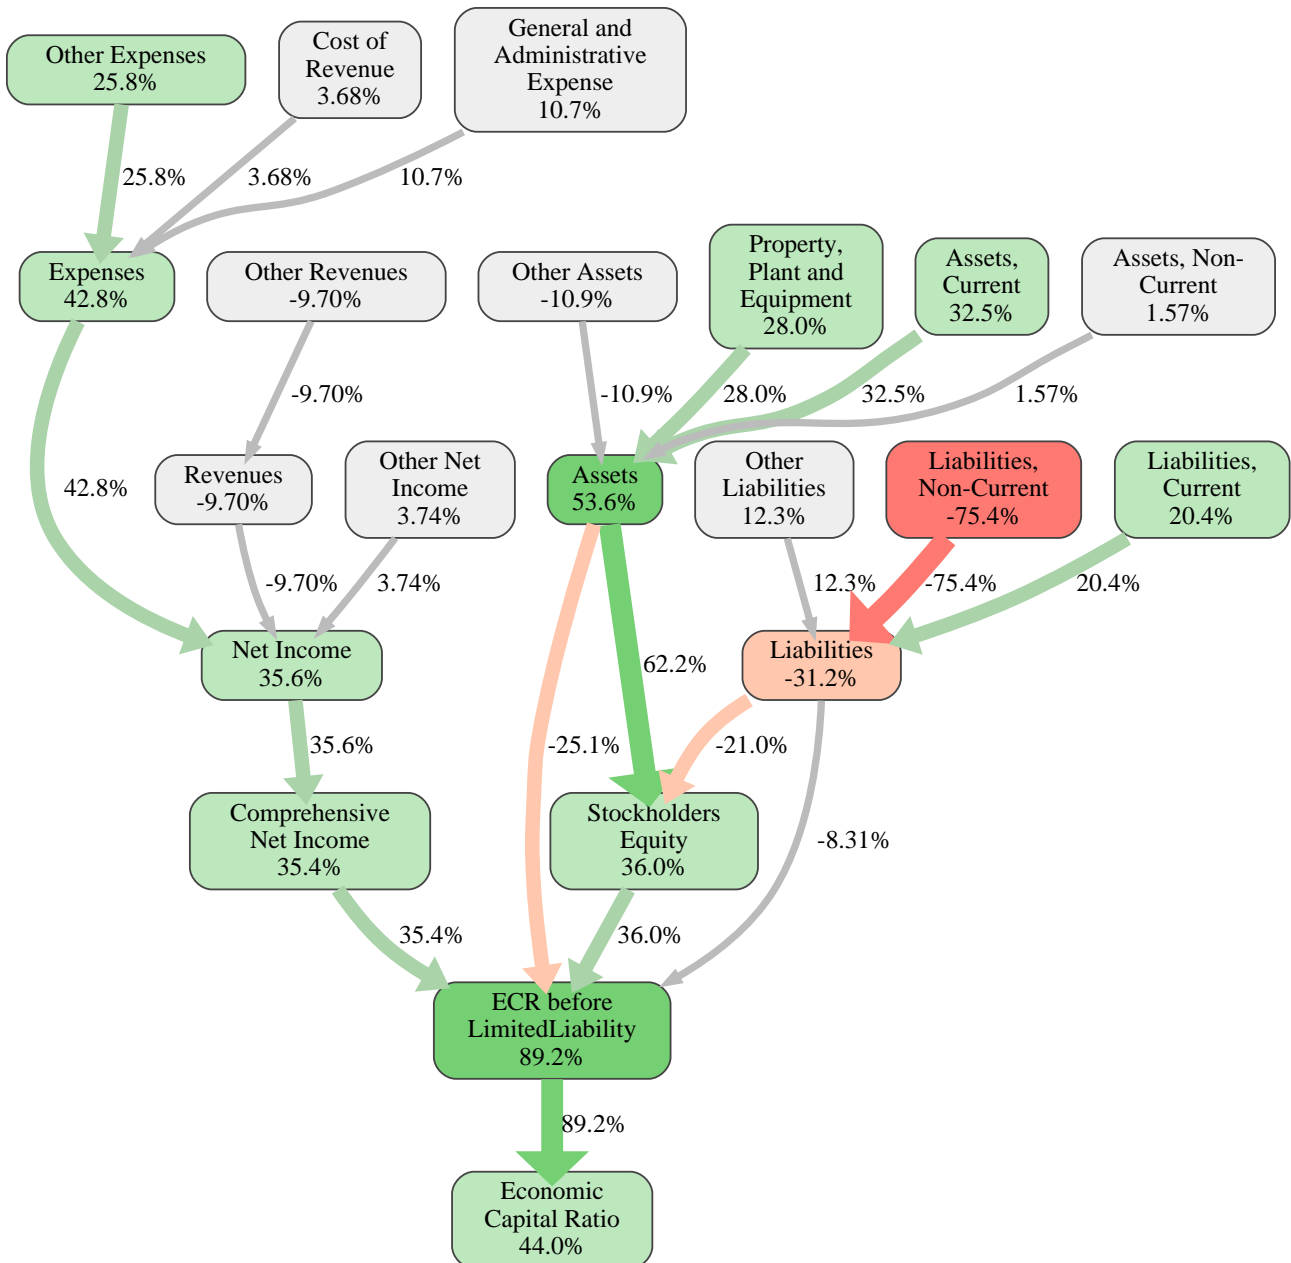 Other Expenses
25.8%
Cost of
Revenue
3.68%
General and
Administrative
Expense
10.7%
25.8%
3.68%
10.7%
Expenses
42.8%
Other Revenues
-9.70%
Other Assets
-10.9%
Property,
Plant and
Equipment
28.0%
Assets,
Current
32.5%
Assets, Non-
Current
1.57%
-9.70%
-10.9%
28.0%
32.5%
1.57%
42.8%
Revenues
-9.70%
Other Net
Income
3.74%
Assets
53.6%
Other
Liabilities
12.3%
Liabilities,
Non-Current
-75.4%
Liabilities,
Current
20.4%
-9.70%
3.74%
12.3%
-75.4%
20.4%
Net Income
35.6%
62.2%
Liabilities
-31.2%
35.6%
-25.1%
-21.0%
Comprehensive
Net Income
35.4%
Stockholders
Equity
36.0%
-8.31%
35.4%
36.0%
ECR before
LimitedLiability
89.2%
89.2%
Economic
Capital Ratio
44.0%